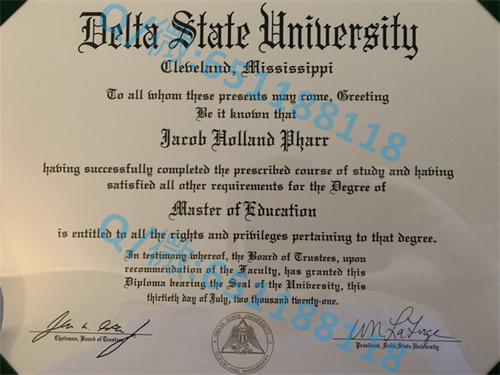 Delta State University
Cleveland, Mississippi
To all whom these presents may come, Greeting
Be it known that
Jacob Holland Pharr
having successfully completed the prescribed course of study and having
satisfied all other requirements for the Degree of
Master of Education
is entitled to all the rights and privileges pertaining to that degree.
In testimony whereof, the Board of Trustees, upon
recommendation of the Faculty, has granted this
Diploma bearing the Seal of the University, this
thirtieth day of July, two thousand twenty-one.
Chairman, Board of Trustees
President, Delta State University
Q/微:651188118
Q/微:651188118